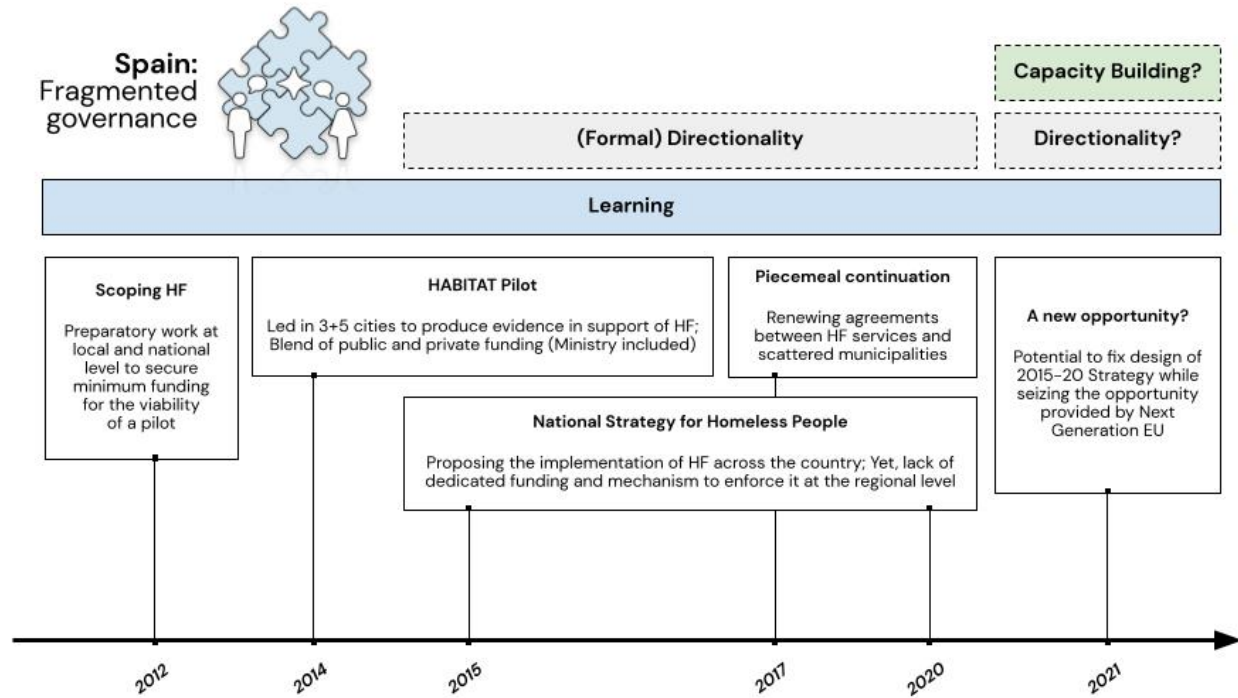 Spain:
Fragmented
governance
Capacity Building?
(Formal) Directionality
Directionality?
Learning
Scoping HF
Preparatory work at
local and national
level to secure
minimum funding
for the viability
of a pilot
HABITAT Pilot
Led in 3+5 cities to produce evidence in support of HF;
Blend of public and private funding (Ministry included)
Piecemeal continuation
Renewing agreements
between HF services and
scattered municipalities
A new opportunity?
Potential to fix design of
2015-20 Strategy while
seizing the opportunity
provided by Next
Generation EU
National Strategy for Homeless People
Proposing the implementation of HF across the country; Yet, lack of
dedicated funding and mechanism to enforce it at the regional level
2012
2014
2015
2017
2020
2021